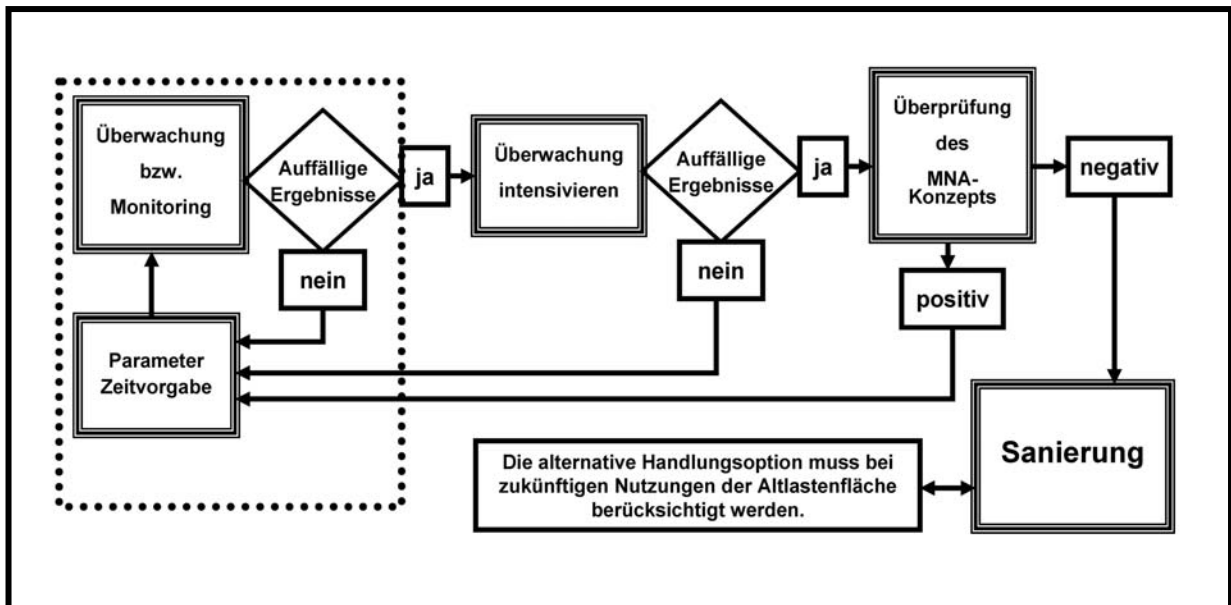 Überwachung
bzw.
Monitoring
Auffällige
Ergebnisse
ja
nein
Parameter
Zeitvorgabe
Überwachung
intensivieren
Auffällige
Ergebnisse
ja
nein
Überprüfung
des
MNA-
Konzepts
negativ
positiv
Sanierung
Die alternative Handlungsoption muss bei
zukünftigen Nutzungen der Altlastenfläche
berücksichtigt werden.